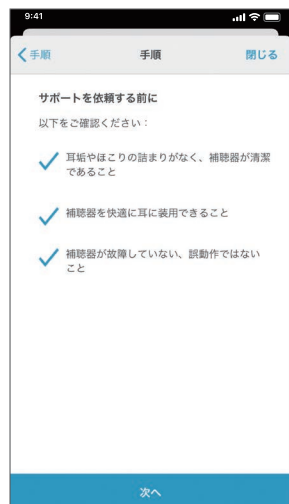 9:41
手順
手順
閉じる
サポートを依頼する前に
以下をご確認ください：
耳垢やほこりの詰まりがなく、補聴器が清潔
であること
補聴器を快適に耳に装用できること
補聴器が故障していない、誤動作ではない
こと
次へ